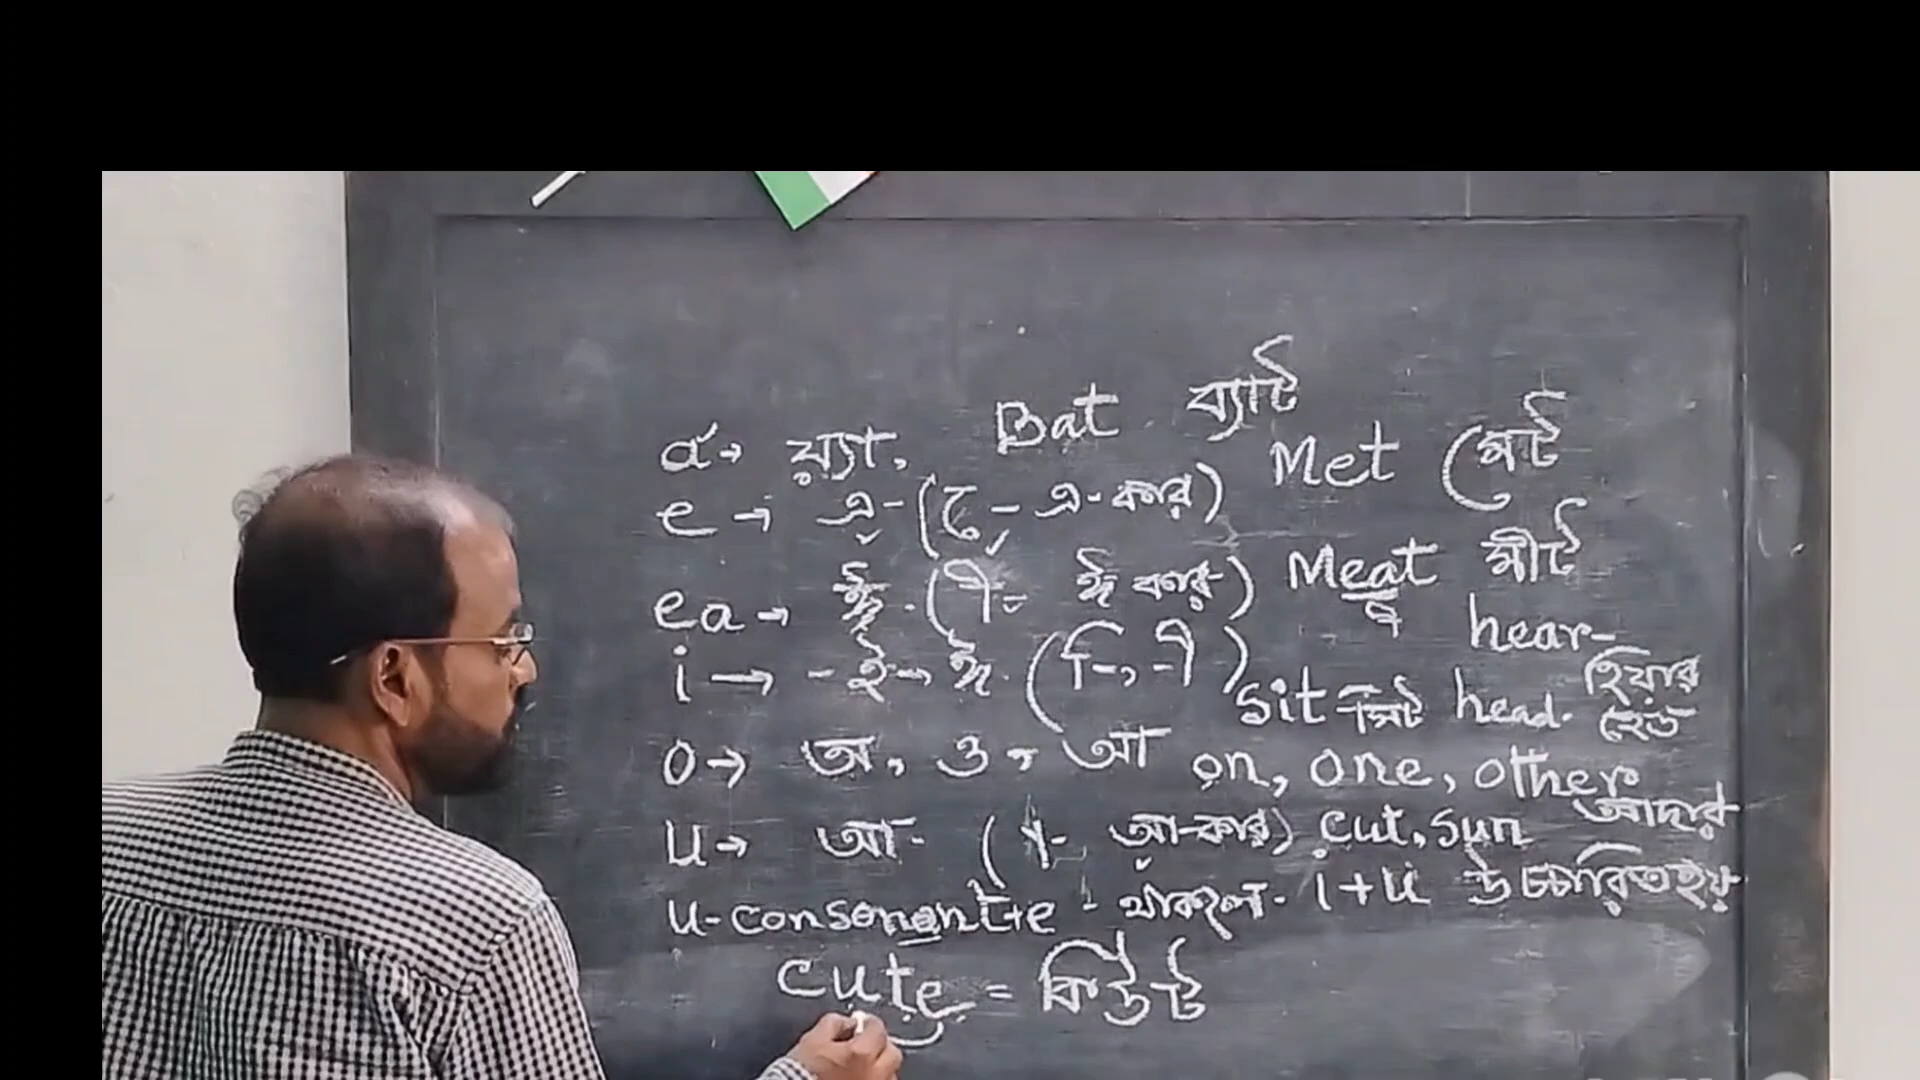 a → য়্যা, Bat ব্যাট
e → এ - (ে - এ-কার) Met মেট
ea → ঈ. (ী - ঈ কার) Meat মীট
hear - হিয়ার
i → - ই → ঈ. (ি -, - ী) sit = সিট head. হেড
o → অ, ও, আ on, one, other আদার
u → আ - (া - আ-কার) cut, sun
u-consonant+e - থাকলে - i+u উচ্চারিত হয়
cute = কিউট